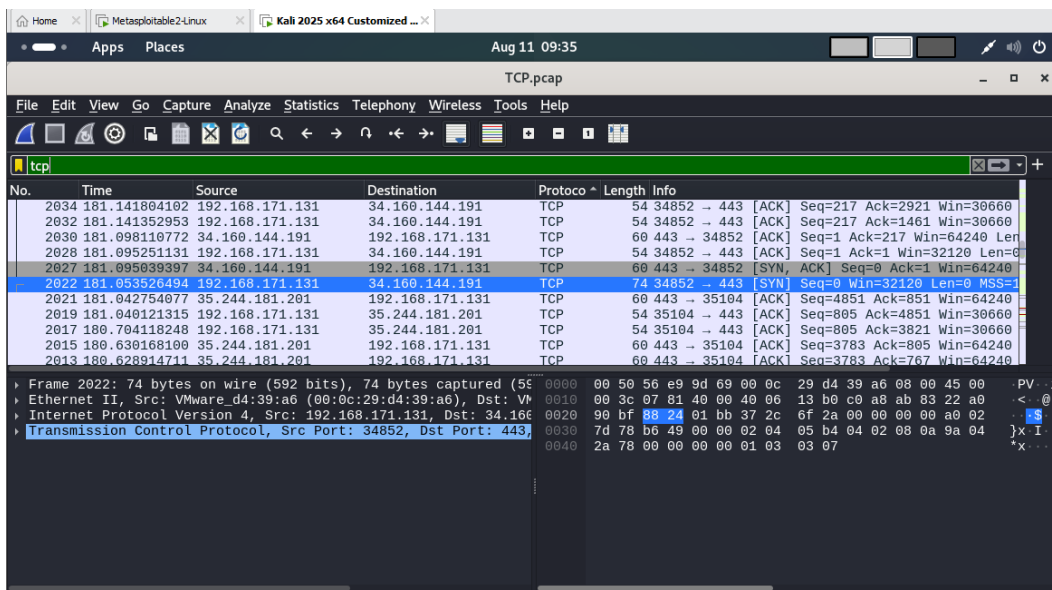 Home × Metasploitable2-Linux × Kali 2025 x64 Customized ... ×
Apps Places Aug 11 09:35
TCP.pcap
File Edit View Go Capture Analyze Statistics Telephony Wireless Tools Help
tcp
No. Time Source Destination Protoco Length Info
2034 181.141804102 192.168.171.131 34.160.144.191 TCP 54 34852 → 443 [ACK] Seq=217 Ack=2921 Win=30660
2032 181.141352953 192.168.171.131 34.160.144.191 TCP 54 34852 → 443 [ACK] Seq=217 Ack=1461 Win=30660
2030 181.098110772 34.160.144.191 192.168.171.131 TCP 60 443 → 34852 [ACK] Seq=1 Ack=217 Win=64240 Len
2028 181.095251131 192.168.171.131 34.160.144.191 TCP 54 34852 → 443 [ACK] Seq=1 Ack=1 Win=32120 Len=0
2027 181.095039397 34.160.144.191 192.168.171.131 TCP 60 443 → 34852 [SYN, ACK] Seq=0 Ack=1 Win=64240
2022 181.053526494 192.168.171.131 34.160.144.191 TCP 74 34852 → 443 [SYN] Seq=0 Win=32120 Len=0 MSS=1
2021 181.042754077 35.244.181.201 192.168.171.131 TCP 60 443 → 35104 [ACK] Seq=4851 Ack=851 Win=64240
2019 181.040121315 192.168.171.131 35.244.181.201 TCP 54 35104 → 443 [ACK] Seq=805 Ack=4851 Win=30660
2017 180.704118248 192.168.171.131 35.244.181.201 TCP 54 35104 → 443 [ACK] Seq=805 Ack=3821 Win=30660
2015 180.630168100 35.244.181.201 192.168.171.131 TCP 60 443 → 35104 [ACK] Seq=3783 Ack=805 Win=64240
2013 180.628914711 35.244.181.201 192.168.171.131 TCP 60 443 → 35104 [ACK] Seq=3783 Ack=767 Win=64240
Frame 2022: 74 bytes on wire (592 bits), 74 bytes captured (59
Ethernet II, Src: VMware_d4:39:a6 (00:0c:29:d4:39:a6), Dst: VM
Internet Protocol Version 4, Src: 192.168.171.131, Dst: 34.160
Transmission Control Protocol, Src Port: 34852, Dst Port: 443,
0000 00 50 56 e9 9d 69 00 0c 29 d4 39 a6 08 00 45 00 ·PV··
0010 00 3c 07 81 40 00 40 06 13 b0 c0 a8 ab 83 22 a0 ·<··@
0020 90 bf 88 24 01 bb 37 2c 6f 2a 00 00 00 00 a0 02 ···$·
0030 7d 78 b6 49 00 00 02 04 05 b4 04 02 08 0a 9a 04 }x·I·
0040 2a 78 00 00 00 00 01 03 03 07 *x···